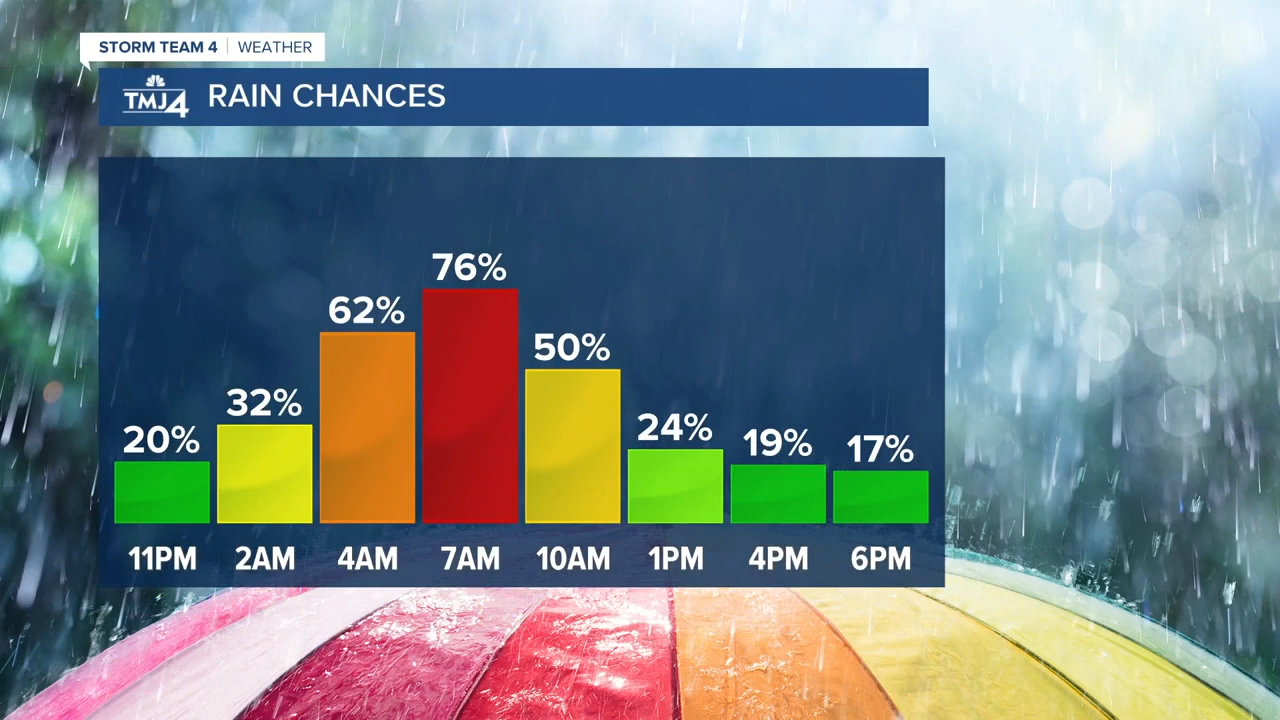 STORM TEAM 4 | WEATHER
TMJ4 RAIN CHANCES
76%
62%
50%
32%
24%
20%
19%
17%
11PM 2AM 4AM 7AM 10AM 1PM 4PM 6PM